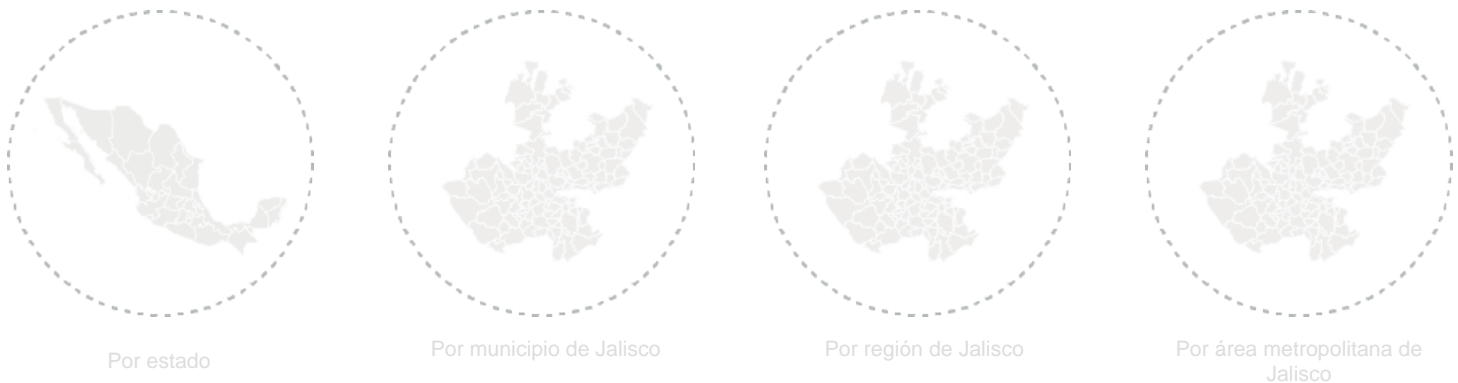 Por estado
Por municipio de Jalisco
Por región de Jalisco
Por área metropolitana de
Jalisco